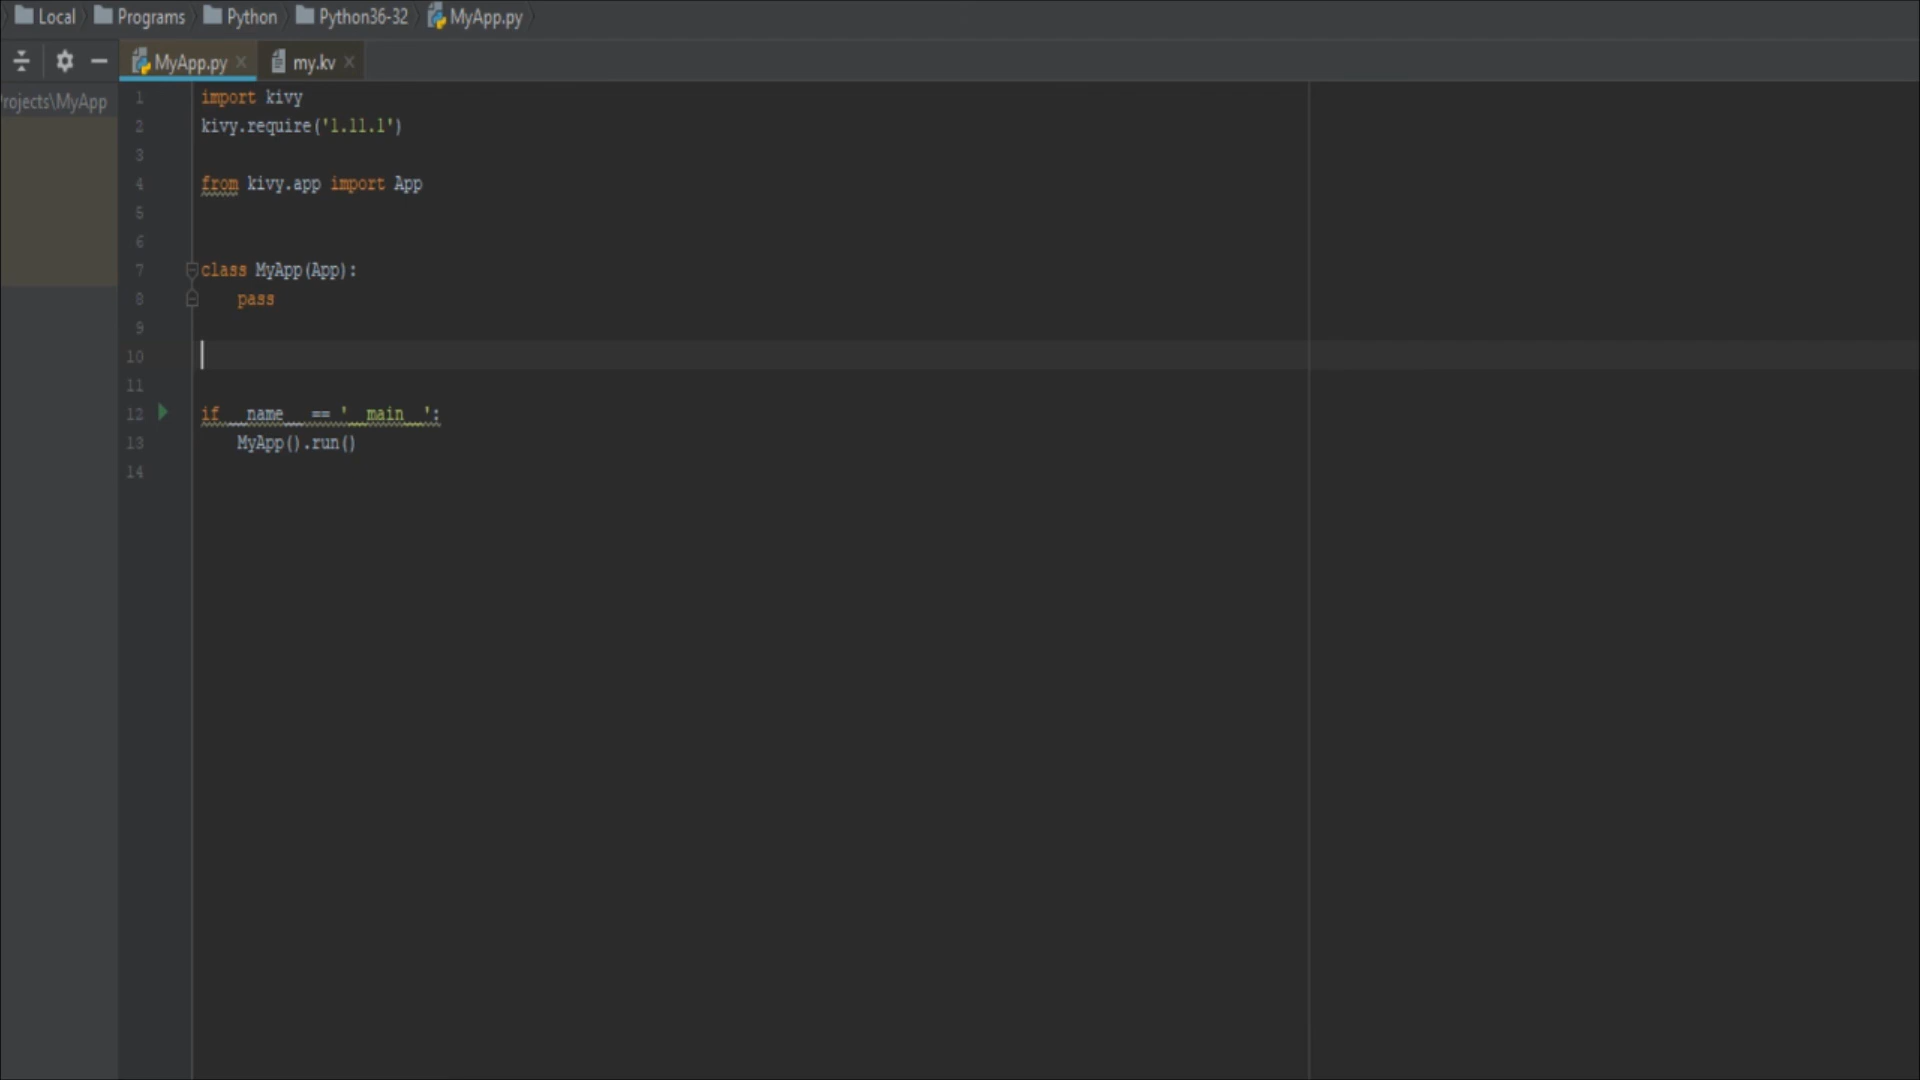 Local Programs Python Python36-32 MyApp.py
MyApp.py my.kv
rojects\MyApp
1 import kivy
2 kivy.require('1.11.1')
3
4 from kivy.app import App
5
6
7 class MyApp(App):
8     pass
9
10
11
12 if __name__ == '__main__':
13     MyApp().run()
14